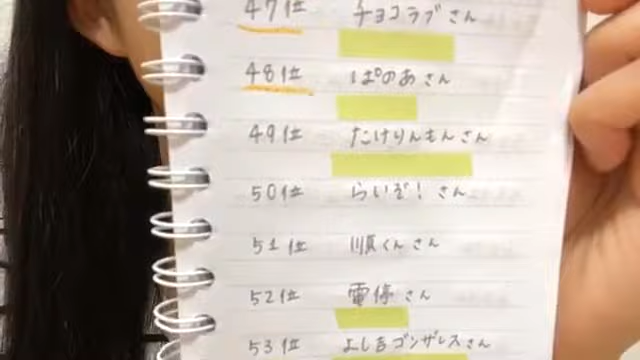 47位 チョコラブさん
48位 ぱのあさん
49位 たけりんもんさん
50位 らいぞ！さん
51位 順くんさん
52位 電停さん
53位 よしおゴンザレスさん